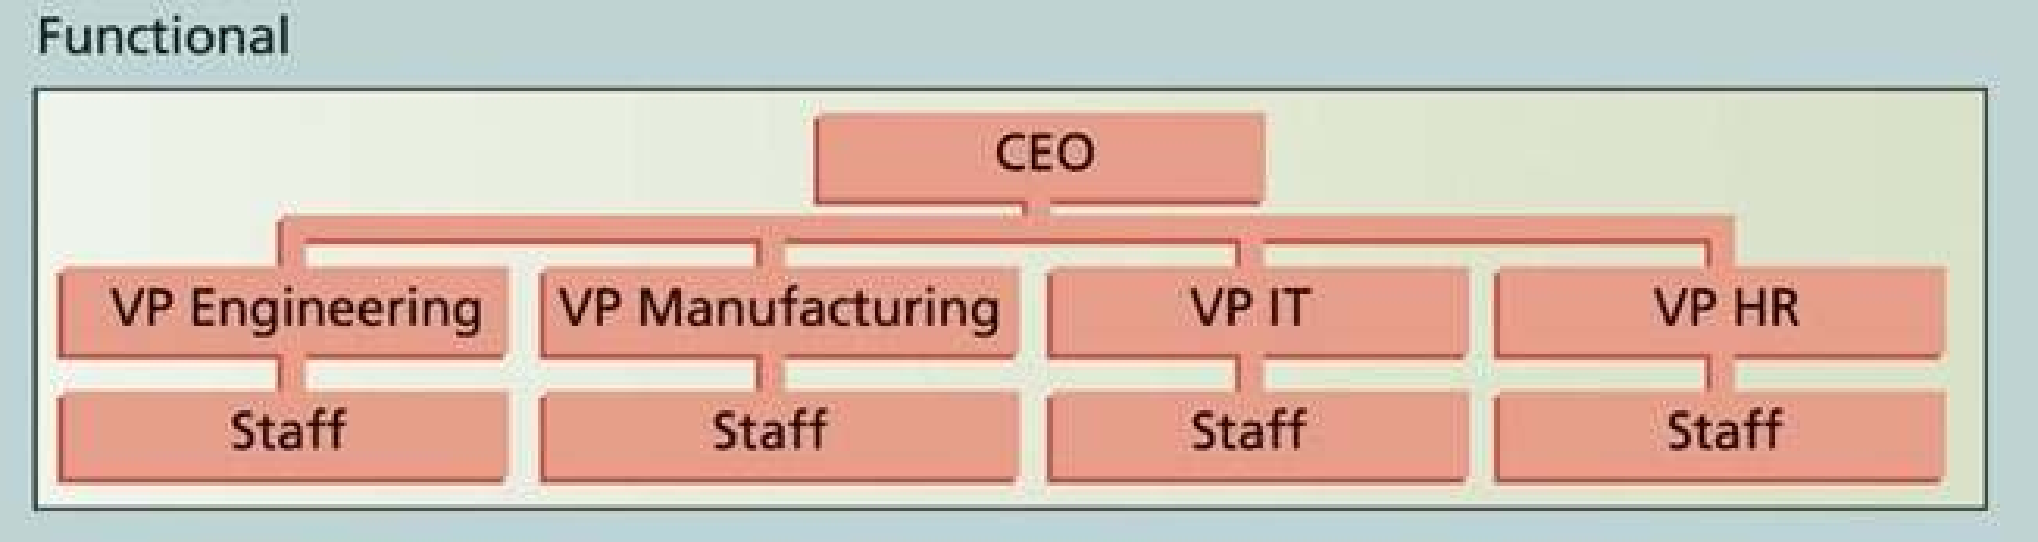 Functional
CEO
VP Engineering
VP Manufacturing
VP IT
VP HR
Staff
Staff
Staff
Staff